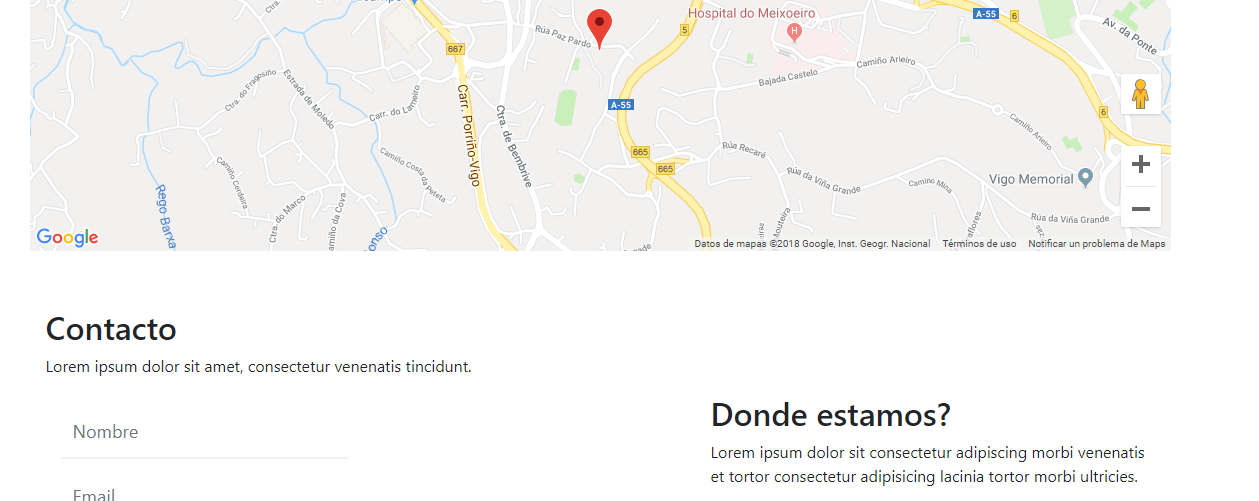 Hospital do Meixoeiro
H
A-55
6
Av. da Ponte
Rúa Paz Pardo
5
667
Camiño Arieiro
Bajada Castelo
Ctra. do Fragosiño
Estrada de Moledo
Carr. do Lameiro
Carr. Porriño-Vigo
Ctra. de Bembrive
A-55
6
Camiño Arieiro
665
665
Rúa Recaré
Rúa da Viña Grande
Camiño Costa da Peteta
Camiño Cerdeira
Vigo Memorial
Camino Mina
Rego Barxa
Ctra. do Marco
Camiño da Cova
Rúa da Viña Grande
Google
Datos de mapas ©2018 Google, Inst. Geogr. Nacional
Términos de uso
Notificar un problema de Maps
Contacto
Lorem ipsum dolor sit amet, consectetur venenatis tincidunt.
Nombre
Email
Donde estamos?
Lorem ipsum dolor sit consectetur adipiscing morbi venenatis
et tortor consectetur adipisicing lacinia tortor morbi ultricies.